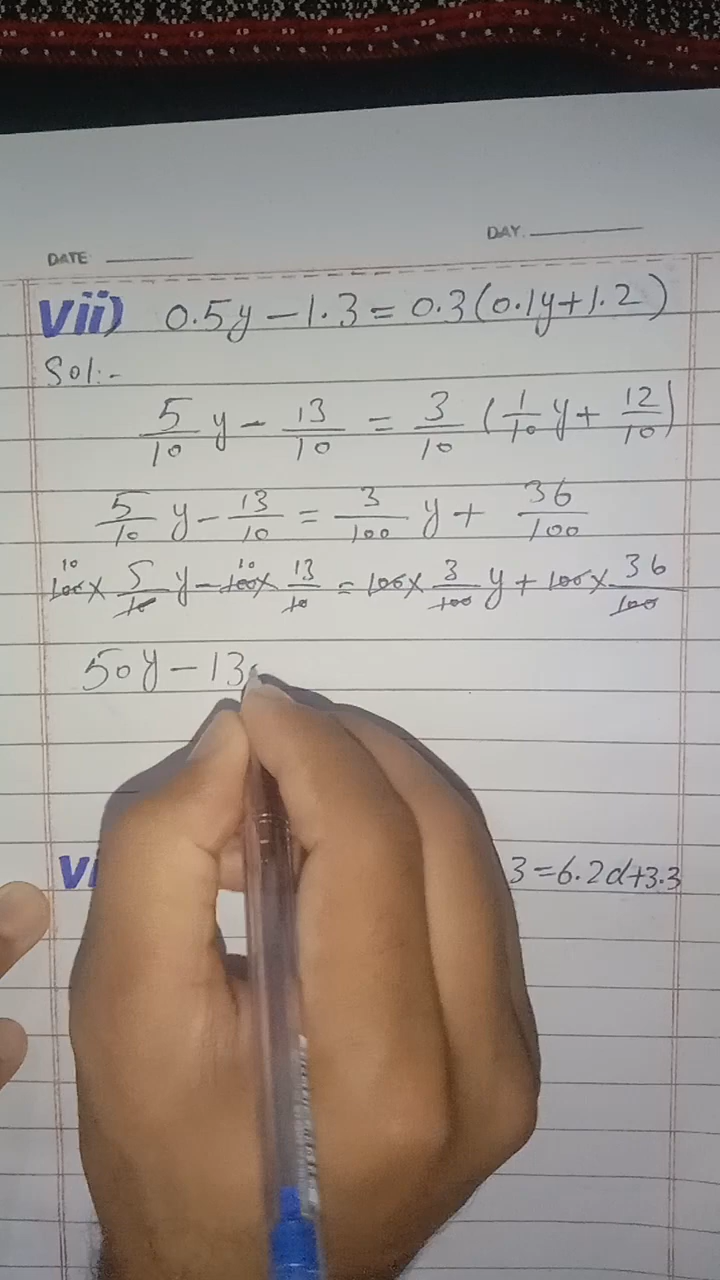 DAY.
DATE
Vii) 0.5y - 1.3 = 0.3(0.1y+1.2)
Sol:-
5/10 y - 13/10 = 3/10 (1/10 y + 12/10)
5/10 y - 13/10 = 3/100 y + 36/100
10 10
100 x 5/10 y - 100 x 13/10 = 100 x 3/100 y + 100 x 36/100
50y - 13
3=6.2d+3.3